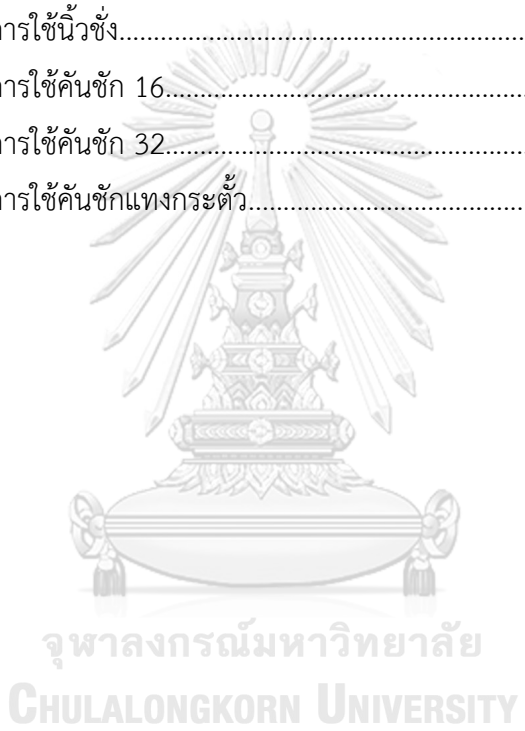 การใช้นิ้วชั่ง......................................................................
การใช้คันชัก 16..............................................................
การใช้คันชัก 32..............................................................
การใช้คันชักแทงกระตั้ว...............................................
จุฬาลงกรณ์มหาวิทยาลัย
CHULALONGKORN UNIVERSITY